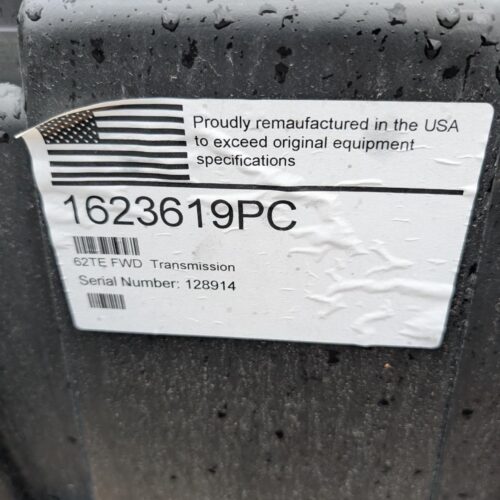 Proudly remaufactured in the USA
to exceed original equipment
specifications
1623619PC
62TE FWD Transmission
Serial Number: 128914